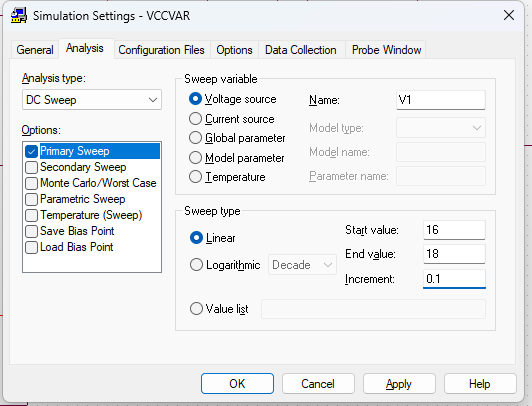 Simulation Settings - VCCVAR
General Analysis Configuration Files Options Data Collection Probe Window
Analysis type:
DC Sweep
Options:
Primary Sweep
Secondary Sweep
Monte Carlo/Worst Case
Parametric Sweep
Temperature (Sweep)
Save Bias Point
Load Bias Point
Sweep variable
Voltage source Name: V1
Current source
Global parameter Model type:
Model parameter Model name:
Temperature Parameter name:
Sweep type
Linear
Logarithmic Decade
Start value: 16
End value: 18
Increment: 0.1
Value list
OK Cancel Apply Help